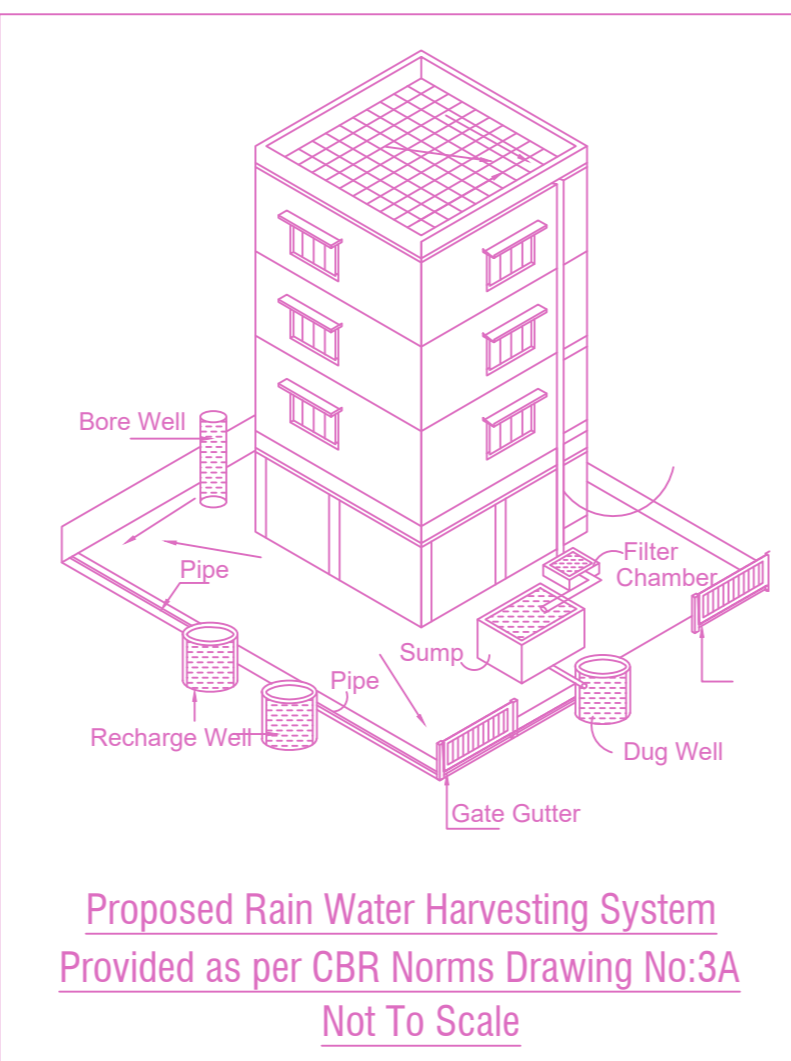 Bore Well
Pipe
Filter
Chamber
Sump
Pipe
Recharge Well
Dug Well
Gate Gutter
Proposed Rain Water Harvesting System
Provided as per CBR Norms Drawing No:3A
Not To Scale